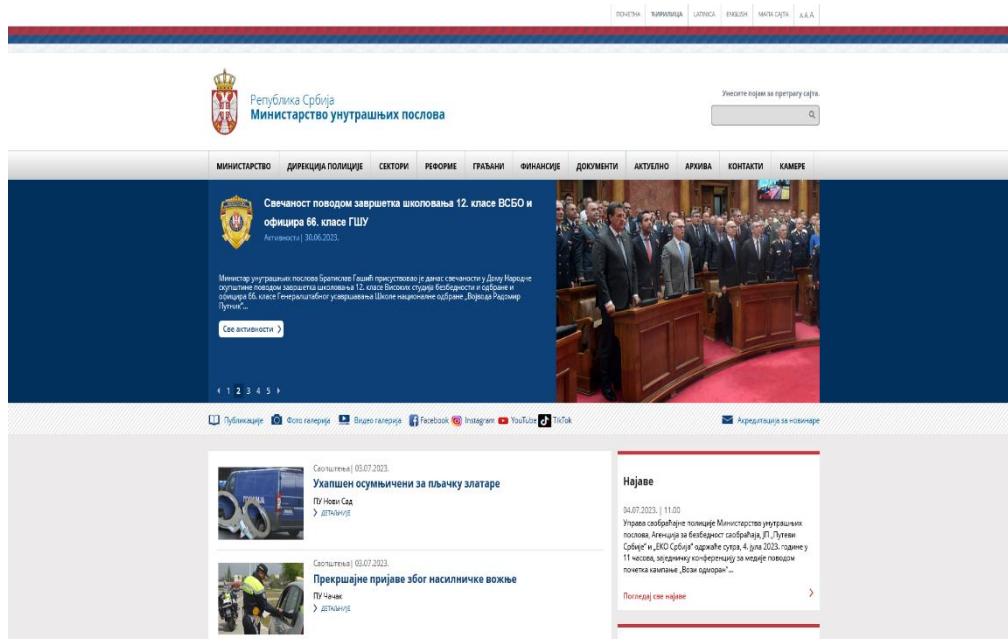 ПОЧЕТНА ЋИРИЛИЦА LATINICA ENGLISH МАПА САЈТА A A A
Република Србија
Министарство унутрашњих послова
Унесите појам за претрагу сајта.
МИНИСТАРСТВО ДИРЕКЦИЈА ПОЛИЦИЈЕ СЕКТОРИ РЕФОРМЕ ГРАЂАНИ ФИНАНСИЈЕ ДОКУМЕНТИ АКТУЕЛНО АРХИВА КОНТАКТИ КАМЕРЕ
Свечаност поводом завршетка школовања 12. класе ВСБО и
официра 66. класе ГШУ
Активности | 30.06.2023.
Министар унутрашњих послова Братислав Гашић присуствовао је данас свечаности у Дому Народне
скупштине поводом завршетка школовања 12. класе Високих студија безбедности и одбране и
официра 66. класе Генералштабног усавршавања Школе националне одбране „Војвода Радомир
Путник“...
Све активности
1 2 3 4 5
Публикације Фото галерија Видео галерија Facebook Instagram YouTube TikTok Акредитација за новинаре
Саопштења | 03.07.2023.
Ухапшен осумњичени за пљачку златаре
ПУ Нови Сад
ДЕТАЉНИЈЕ
Саопштења | 03.07.2023.
Прекршајне пријаве због насилничке вожње
ПУ Чачак
ДЕТАЉНИЈЕ
Најаве
04.07.2023. | 11.00
Управа саобраћајне полиције Министарства унутрашњих
послова, Агенција за безбедност саобраћаја, ЈП „Путеви
Србије“ и „ЕКО Србија“ одржаће сутра, 4. јула 2023. године у
11 часова, заједничку конференцију за медије поводом
почетка кампање „Вози одморан“...
Погледај све најаве